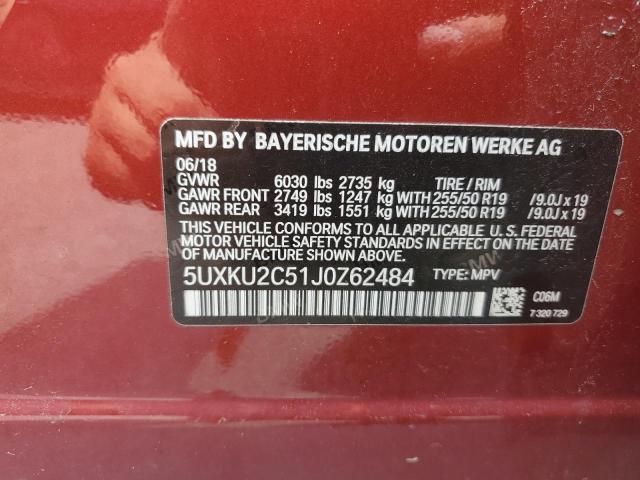 MFD BY BAYERISCHE MOTOREN WERKE AG
06/18
GVWR 6030 lbs 2735 kg TIRE / RIM
GAWR FRONT 2749 lbs 1247 kg WITH 255/50 R19 /9.0J x 19
GAWR REAR 3419 lbs 1551 kg WITH 255/50 R19 /9.0J x 19
THIS VEHICLE CONFORMS TO ALL APPLICABLE U. S. FEDERAL
MOTOR VEHICLE SAFETY STANDARDS IN EFFECT ON THE DATE
OF MANUFACTURE SHOWN ABOVE.
5UXKU2C51J0Z62484 TYPE: MPV
C06M
7 320 729